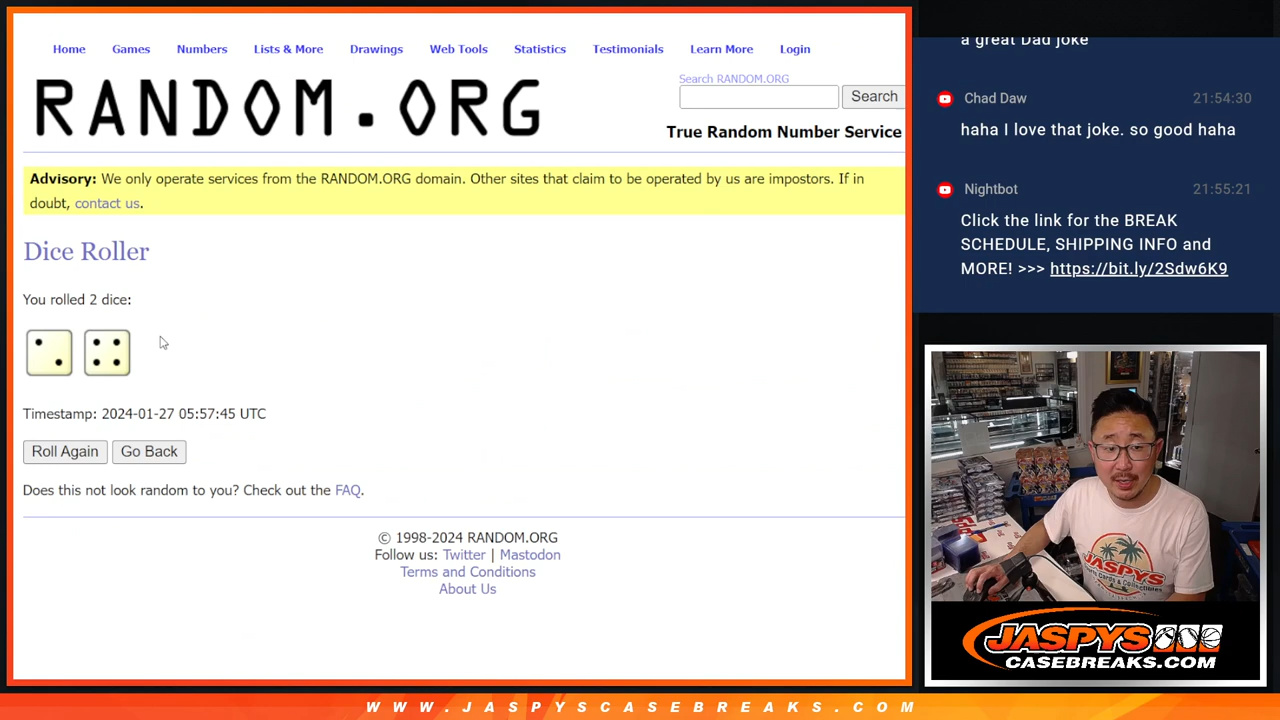 Home Games Numbers Lists & More Drawings Web Tools Statistics Testimonials Learn More Login
RANDOM.ORG
Search RANDOM.ORG
Search
True Random Number Service
Advisory: We only operate services from the RANDOM.ORG domain. Other sites that claim to be operated by us are impostors. If in
doubt, contact us.
Dice Roller
You rolled 2 dice:
Timestamp: 2024-01-27 05:57:45 UTC
Roll Again Go Back
Does this not look random to you? Check out the FAQ.
© 1998-2024 RANDOM.ORG
Follow us: Twitter | Mastodon
Terms and Conditions
About Us
a great Dad joke
Chad Daw 21:54:30
haha I love that joke. so good haha
Nightbot 21:55:21
Click the link for the BREAK
SCHEDULE, SHIPPING INFO and
MORE! >>> https://bit.ly/2Sdw6K9
JASPYS
JASPYS
CASEBREAKS.COM
WWW.JASPYSCASEBREAKS.COM